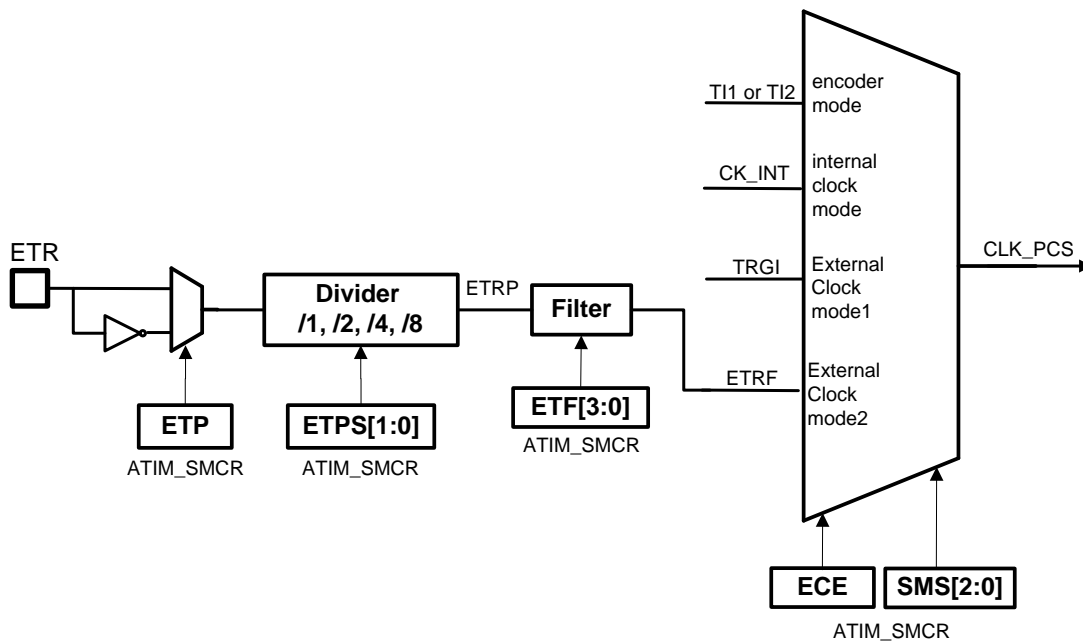 TI1 or TI2
encoder
mode
CK_INT
internal
clock
mode
TRGI
External
Clock
mode1
ETRF
External
Clock
mode2
CLK_PCS
ETR
Divider
/1, /2, /4, /8
ETRP
Filter
ETP
ATIM_SMCR
ETPS[1:0]
ATIM_SMCR
ETF[3:0]
ATIM_SMCR
ECE
SMS[2:0]
ATIM_SMCR